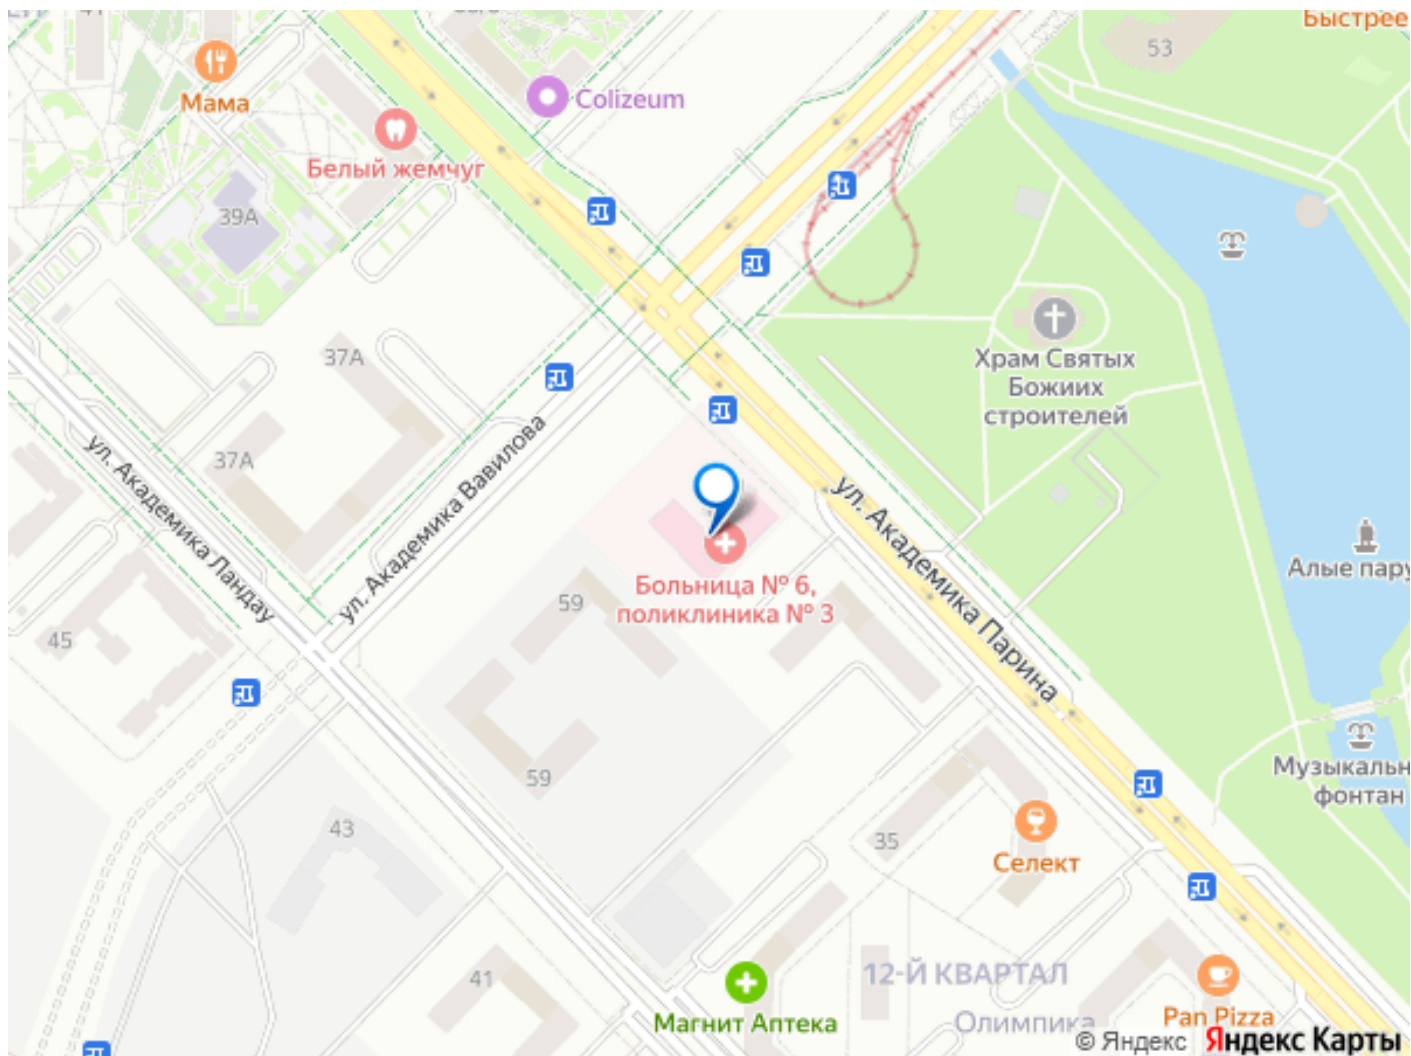 53
Быстрее
Мама
Colizeum
Белый жемчуг
39А
37А
37А
Храм Святых
Божиих
строителей
ул. Академика Вавилова
ул. Академика Ландау
ул. Академика Парина
Больница № 6,
поликлиника № 3
59
59
45
43
41
35
Алые пару
Музыкальн
фонтан
Селект
12-Й КВАРТАЛ
Олимпика
Магнит Аптека
Pan Pizza
© Яндекс Яндекс Карты